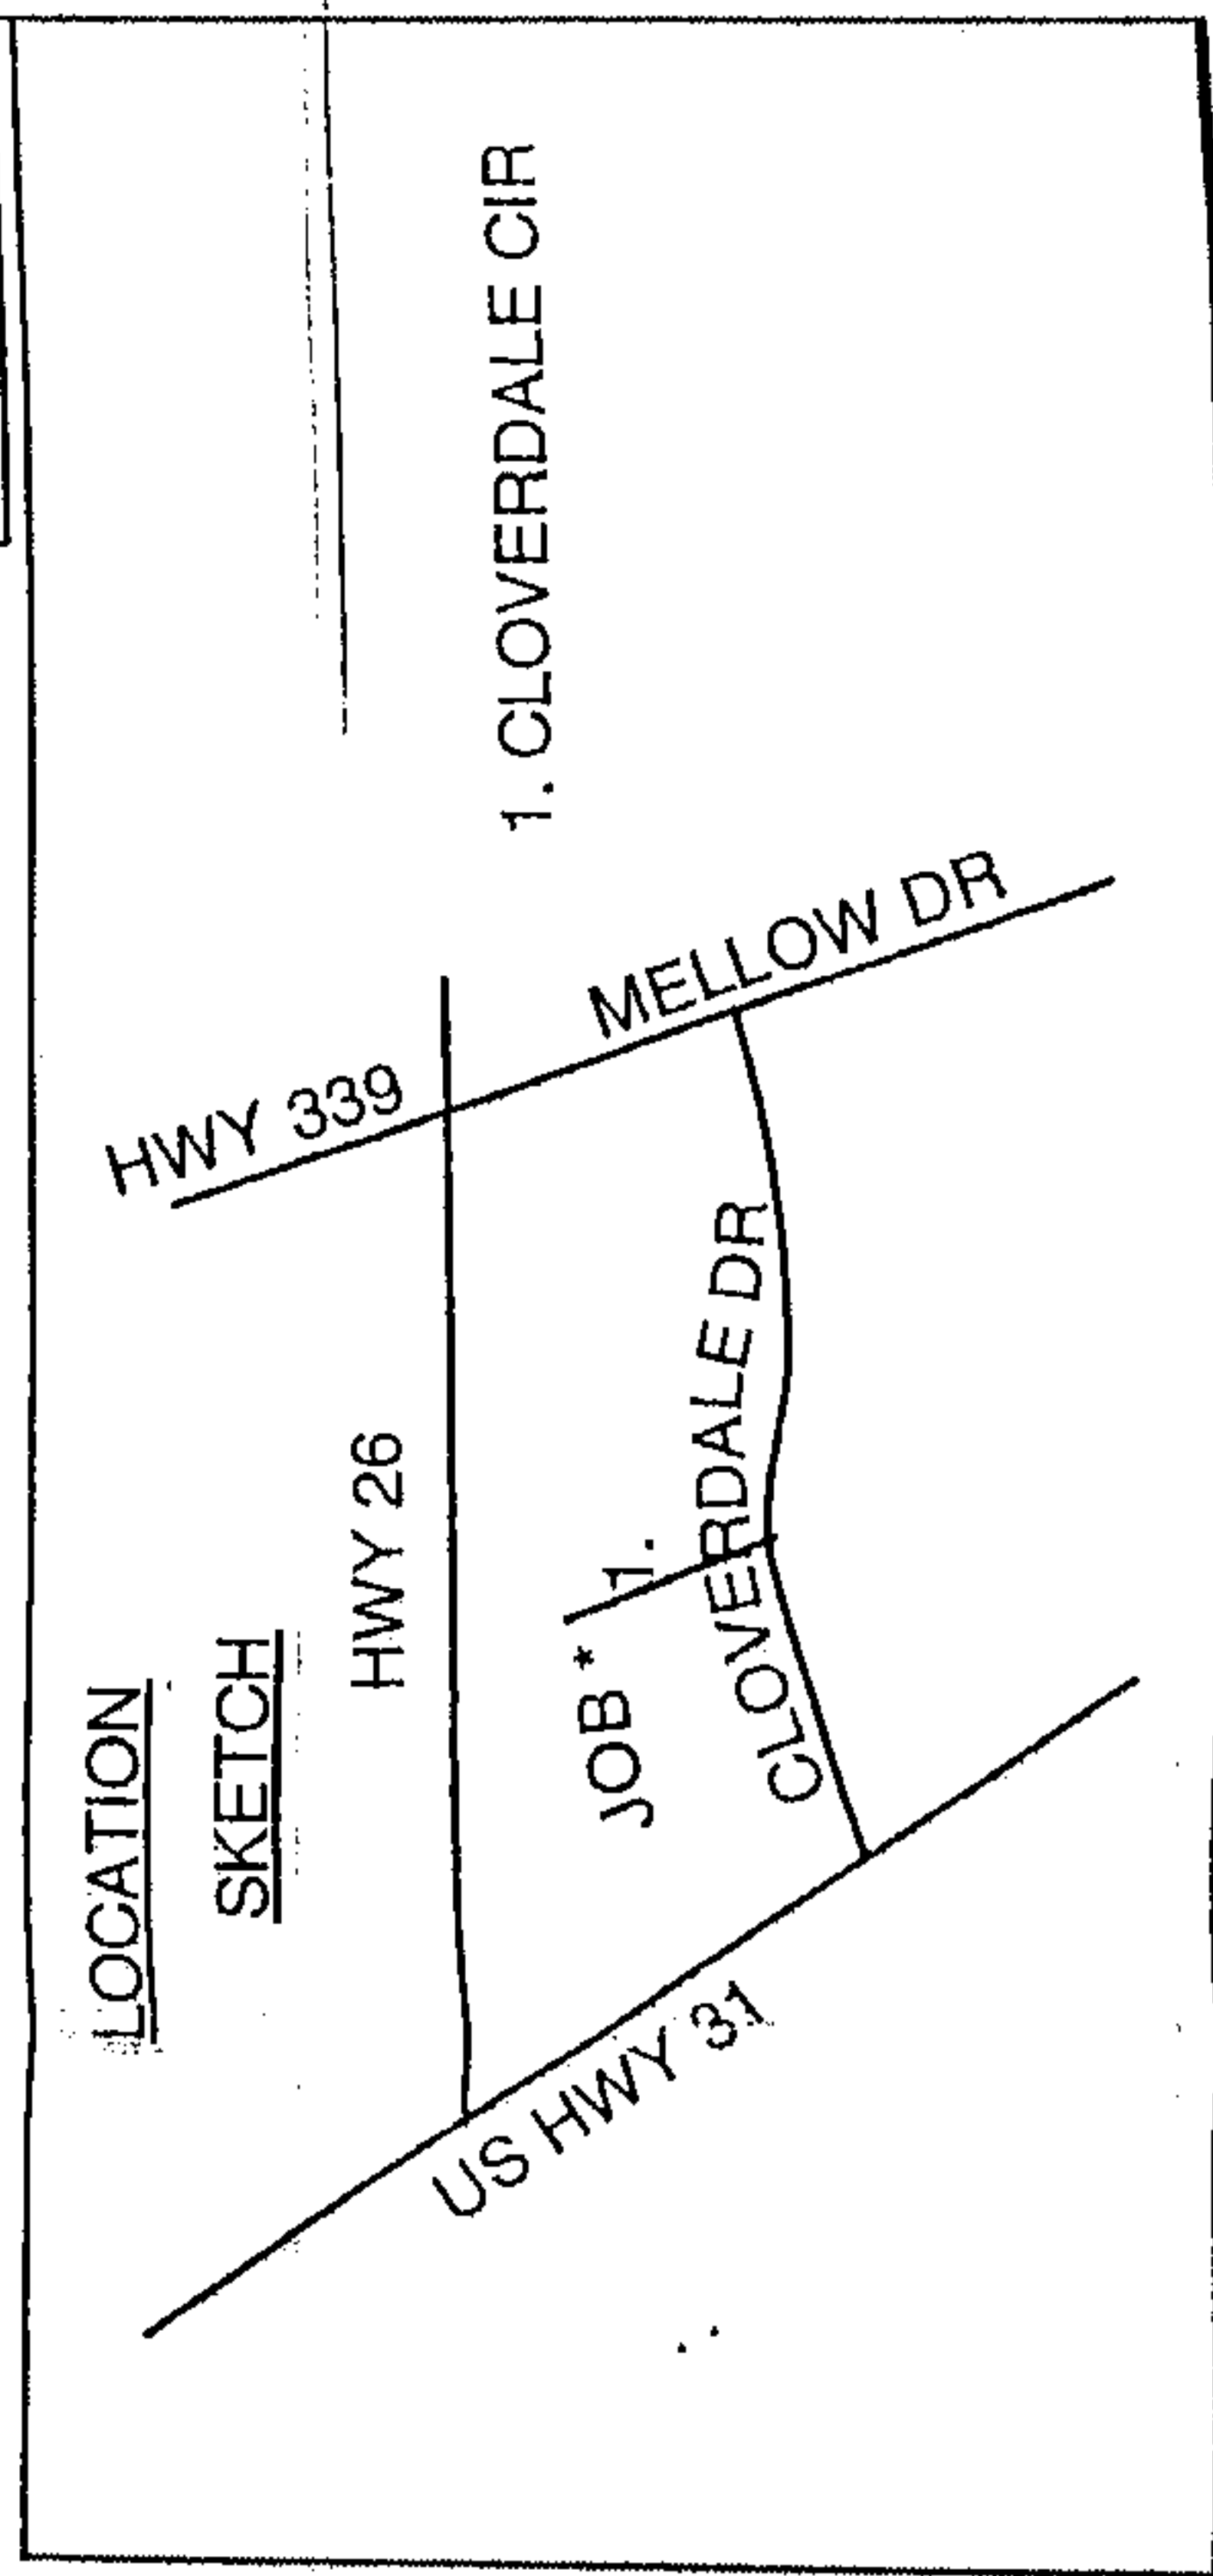 LOCATION
SKETCH
HWY 339
HWY 26
1. CLOVERDALE CIR
MELLOW DR
JOB * 1.
CLOVERDALE DR
US HWY 31